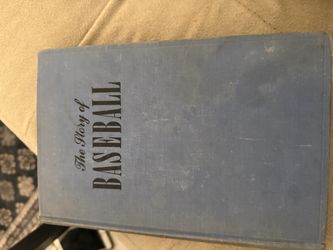 The Story of
BASEBALL